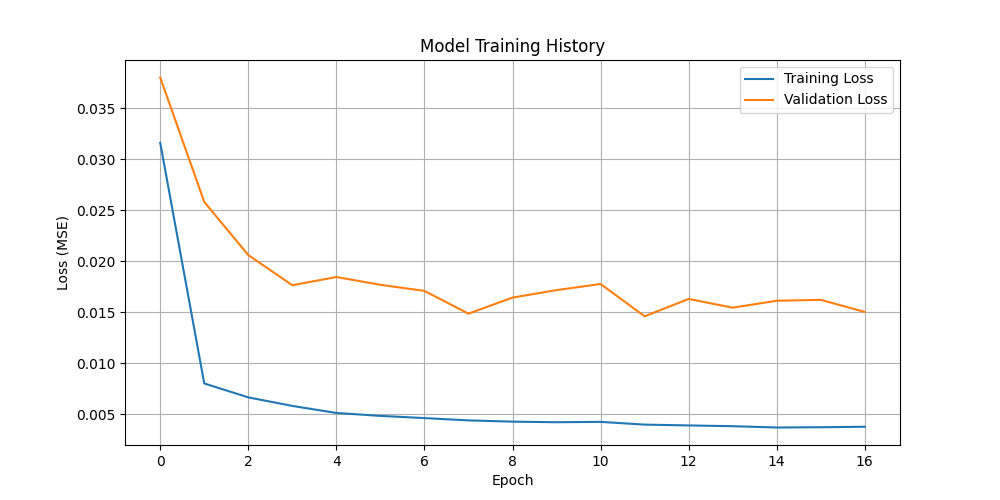 Model Training History
Training Loss
Validation Loss
0.035
0.030
0.025
0.020
0.015
0.010
0.005
Loss (MSE)
0 2 4 6 8 10 12 14 16
Epoch